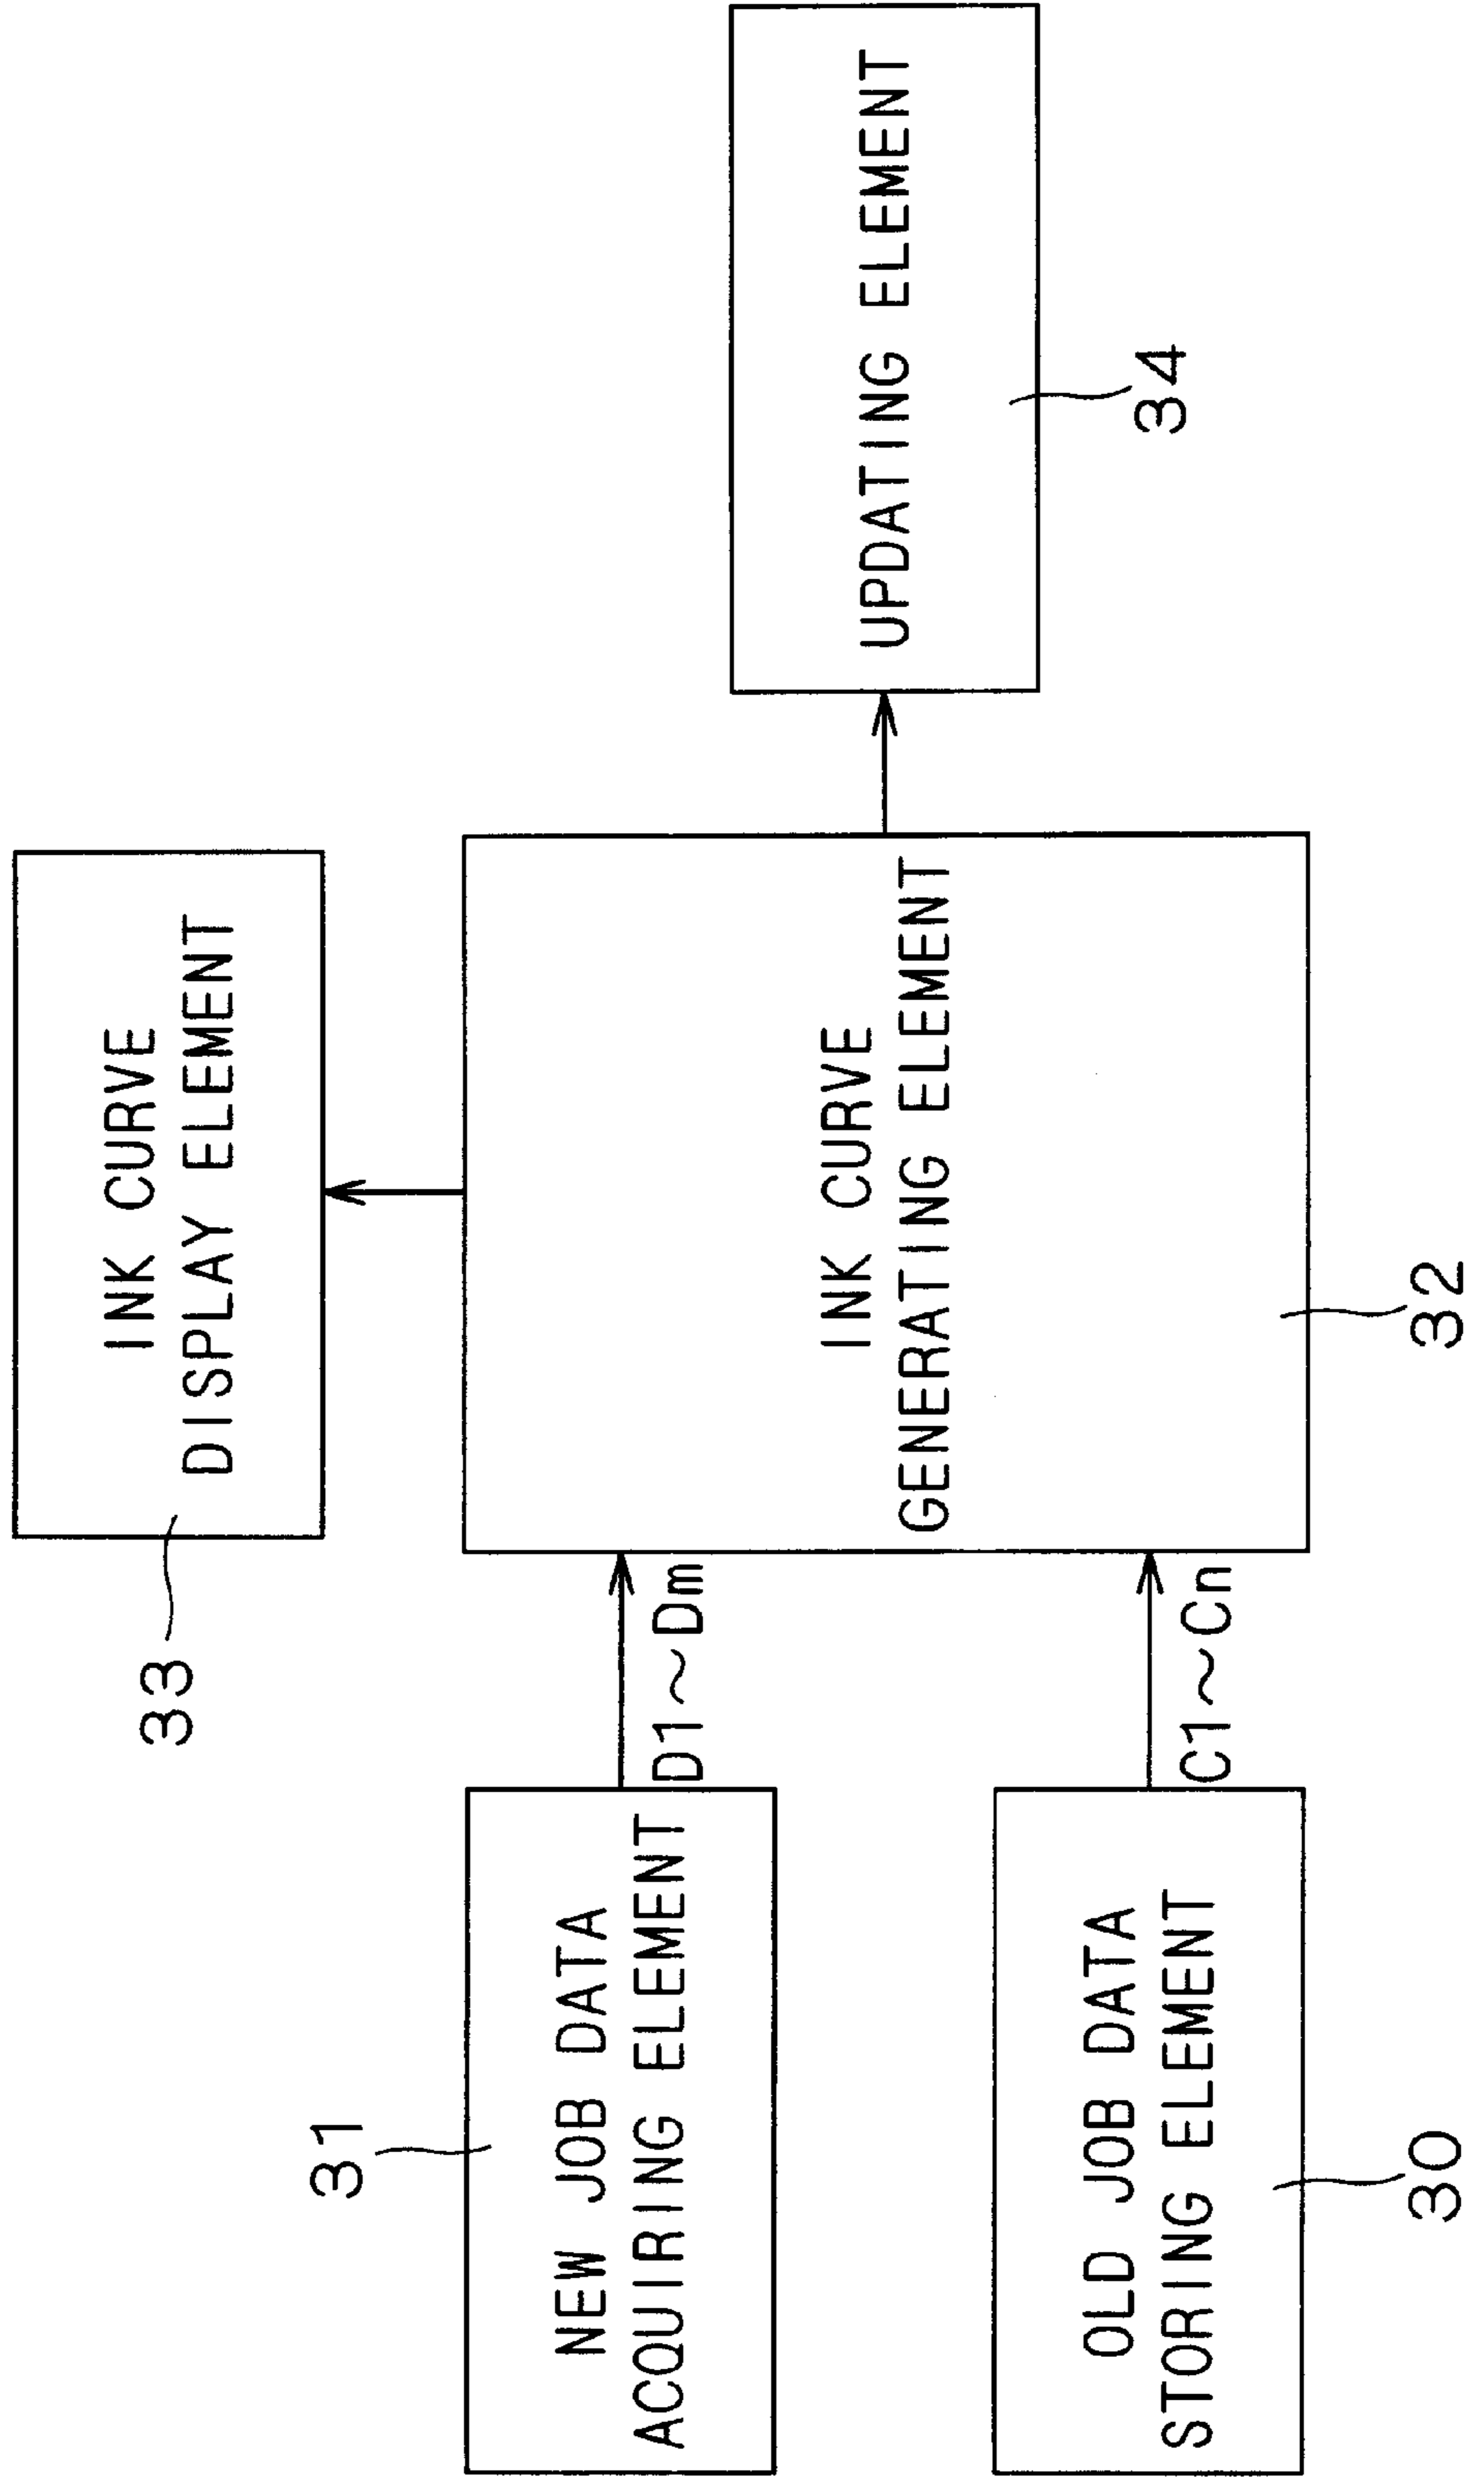 33
INK CURVE
DISPLAY ELEMENT
31
NEW JOB DATA
ACQUIRING ELEMENT
D1~Dm
INK CURVE
GENERATING ELEMENT
32
UPDATING ELEMENT
34
OLD JOB DATA
STORING ELEMENT
30
C1~Cn